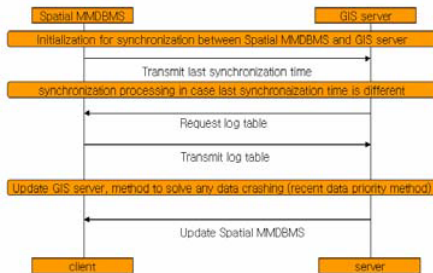 Spatial MMDBMS GIS server
Initialization for synchronization between Spatial MMDBMS and GIS server
Transmit last synchronization time
synchronization processing in case last synchronaization time is different
Request log table
Transmit log table
Update GIS server, method to solve any data crashing (recent data priority method)
Update Spatial MMDBMS
client server